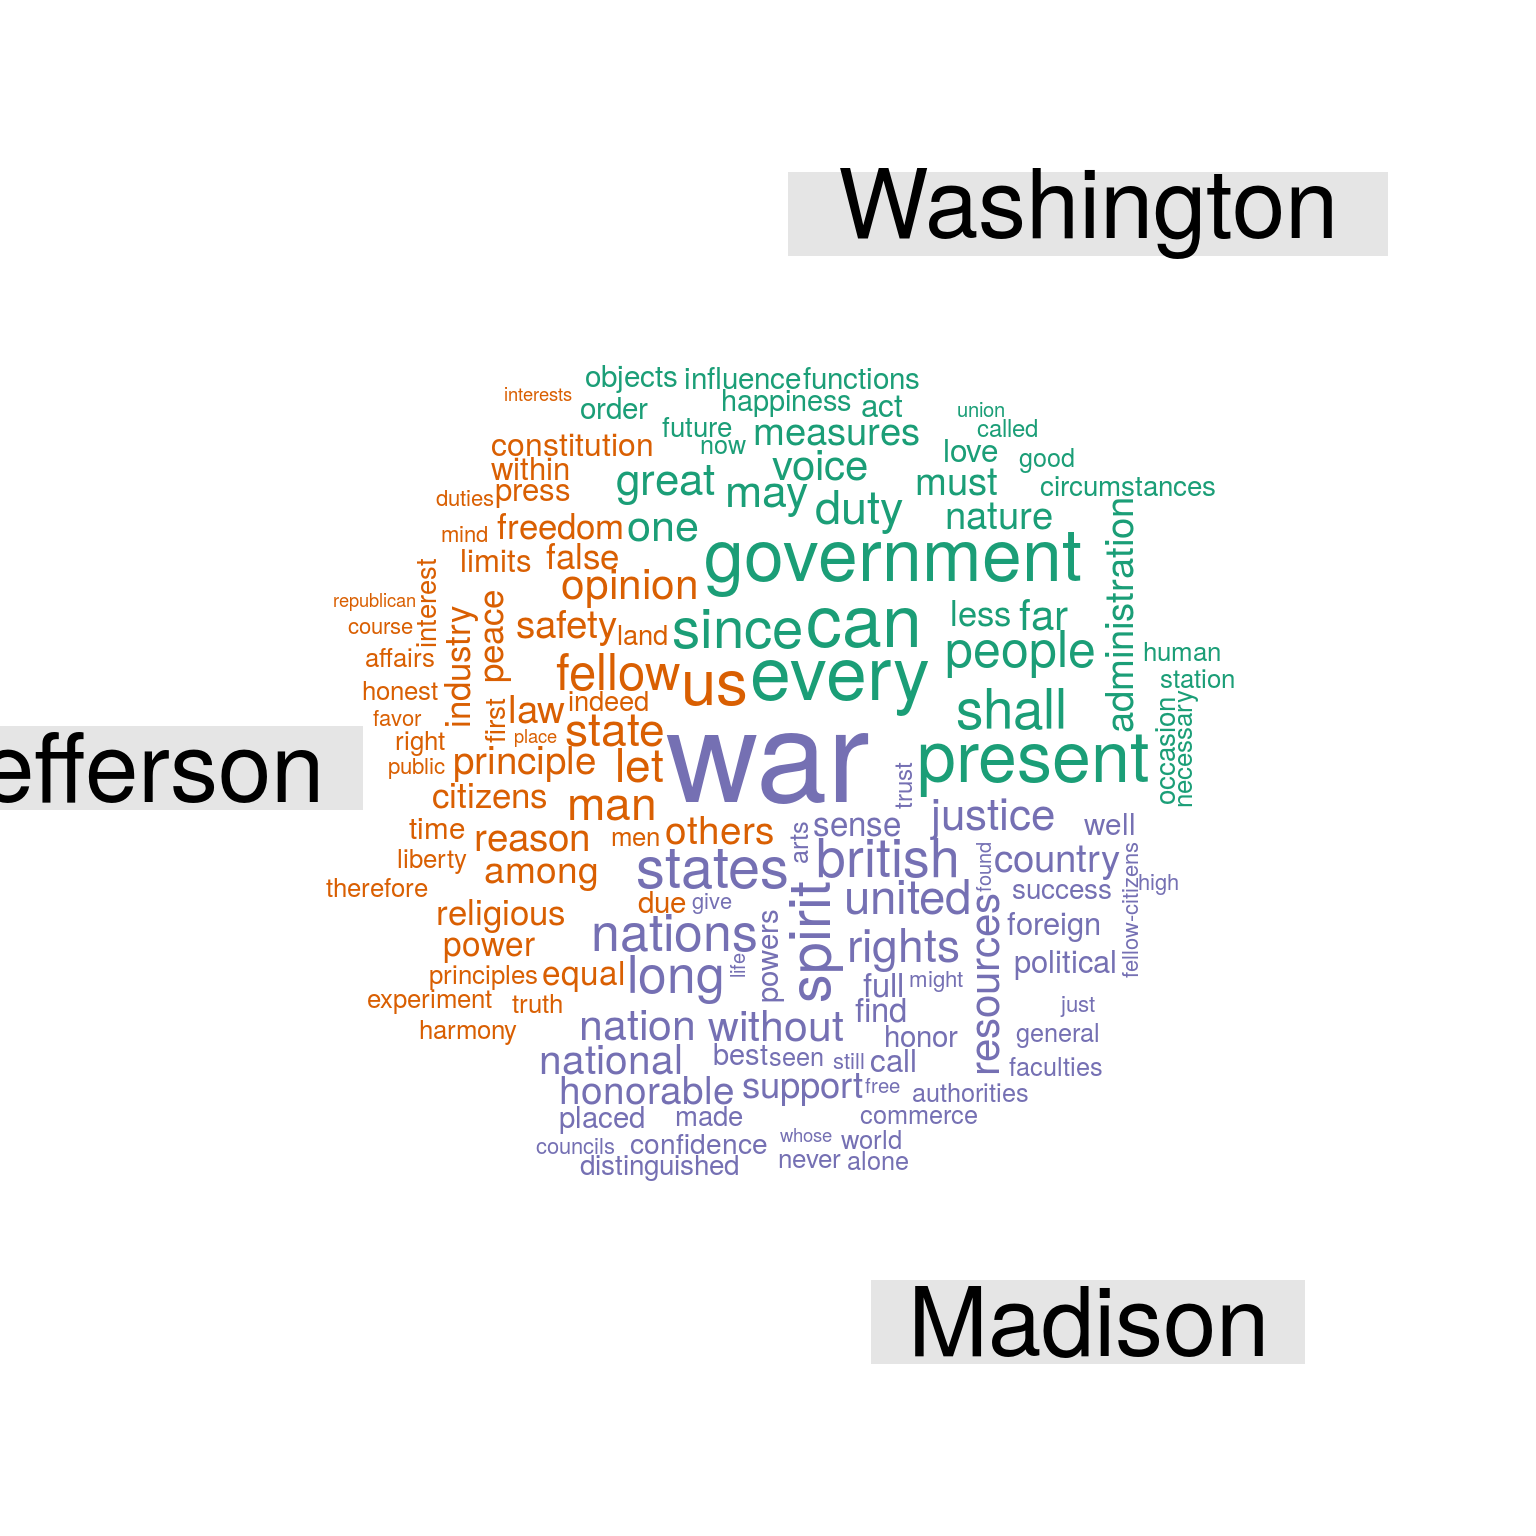 Washington
objects influence functions
interests
order happiness act
future union
now measures called
constitution love good
within voice
great may must circumstances
duties press duty
mind freedom one nature
limits false government administration
opinion
interest
republican peace since can less far
course industry safety land every people
affairs fellow us human
honest indeed shall station
favor first law occasion necessary
right place state war present
efferson
public principle let trust
citizens man justice
time reason men others arts sense well
liberty among states british found country fellow-citizens
therefore due give spirit united success high
religious nations powers rights resources foreign
power life
principles equal long full might political
experiment truth find just
harmony nation without honor general
national best seen still call faculties
honorable support free authorities
placed made commerce
councils confidence whose world
distinguished never alone
Madison